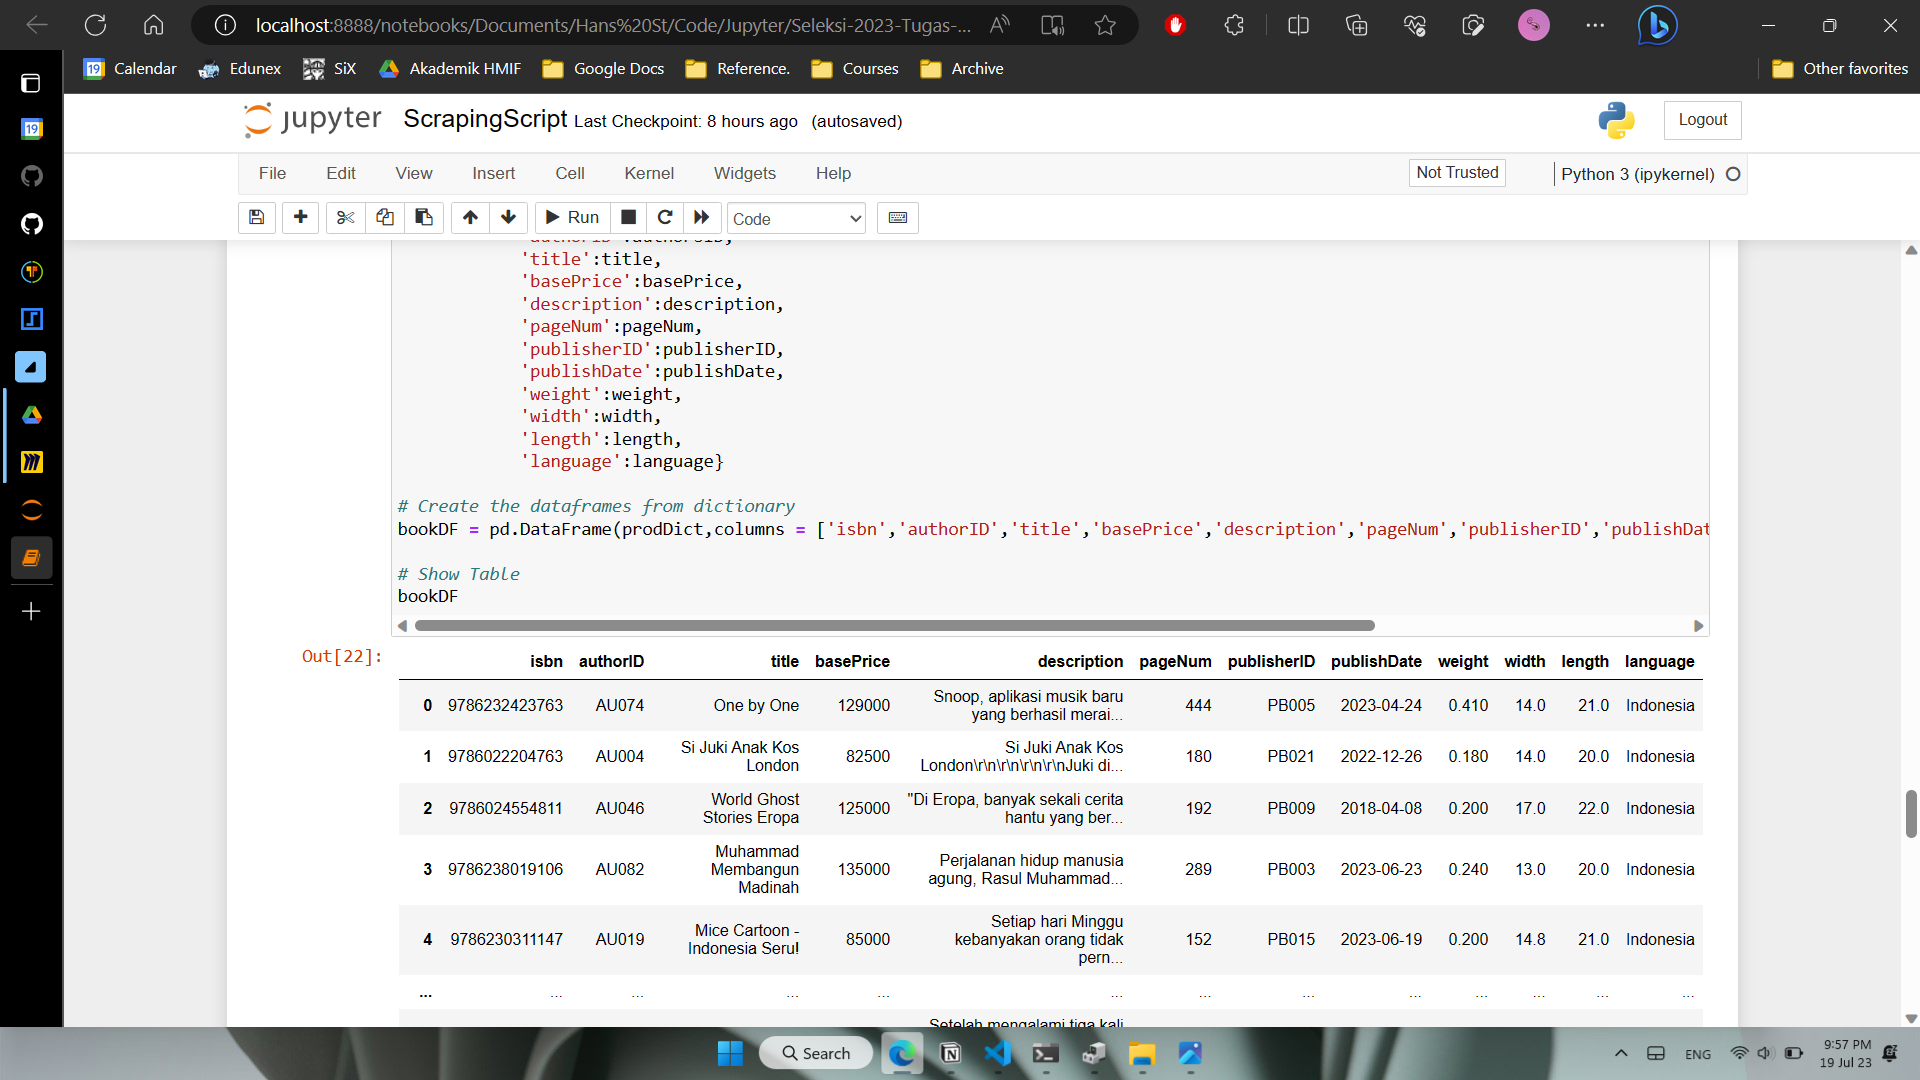 localhost:8888/notebooks/Documents/Hans%20St/Code/Jupyter/Seleksi-2023-Tugas-...
Calendar Edunex SiX Akademik HMIF Google Docs Reference. Courses Archive Other favorites
jupyter ScrapingScript Last Checkpoint: 8 hours ago (autosaved) Logout
File Edit View Insert Cell Kernel Widgets Help Not Trusted Python 3 (ipykernel)
Run Code
'authorID':authorsID,
'title':title,
'basePrice':basePrice,
'description':description,
'pageNum':pageNum,
'publisherID':publisherID,
'publishDate':publishDate,
'weight':weight,
'width':width,
'length':length,
'language':language}
# Create the dataframes from dictionary
bookDF = pd.DataFrame(prodDict,columns = ['isbn','authorID','title','basePrice','description','pageNum','publisherID','publishDat
# Show Table
bookDF
Out[22]:
isbn authorID title basePrice description pageNum publisherID publishDate weight width length language
0 9786232423763 AU074 One by One 129000 Snoop, aplikasi musik baru yang berhasil merai... 444 PB005 2023-04-24 0.410 14.0 21.0 Indonesia
1 9786022204763 AU004 Si Juki Anak Kos London 82500 Si Juki Anak Kos London\r\n\r\n\r\n\r\nJuki di... 180 PB021 2022-12-26 0.180 14.0 20.0 Indonesia
2 9786024554811 AU046 World Ghost Stories Eropa 125000 "Di Eropa, banyak sekali cerita hantu yang ber... 192 PB009 2018-04-08 0.200 17.0 22.0 Indonesia
3 9786238019106 AU082 Muhammad Membangun Madinah 135000 Perjalanan hidup manusia agung, Rasul Muhammad... 289 PB003 2023-06-23 0.240 13.0 20.0 Indonesia
4 9786230311147 AU019 Mice Cartoon - Indonesia Seru! 85000 Setiap hari Minggu kebanyakan orang tidak pern... 152 PB015 2023-06-19 0.200 14.8 21.0 Indonesia
... ... ... ... ... ... ... ... ... ... ... ... ...
Setelah mengalami tiga kali
Search ENG 9:57 PM
19 Jul 23